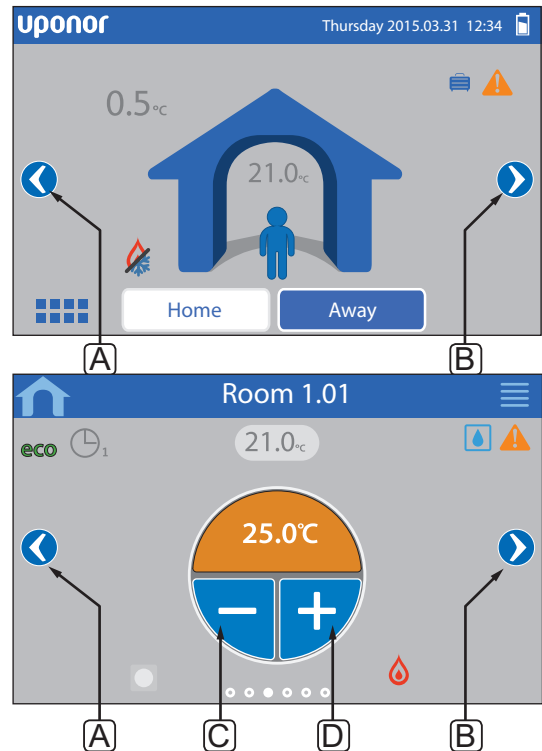 uponor Thursday 2015.03.31 12:34
0.5°C
21.0°C
Home Away
A B
Room 1.01
eco 1 21.0°C
25.0°C
− +
A C D B